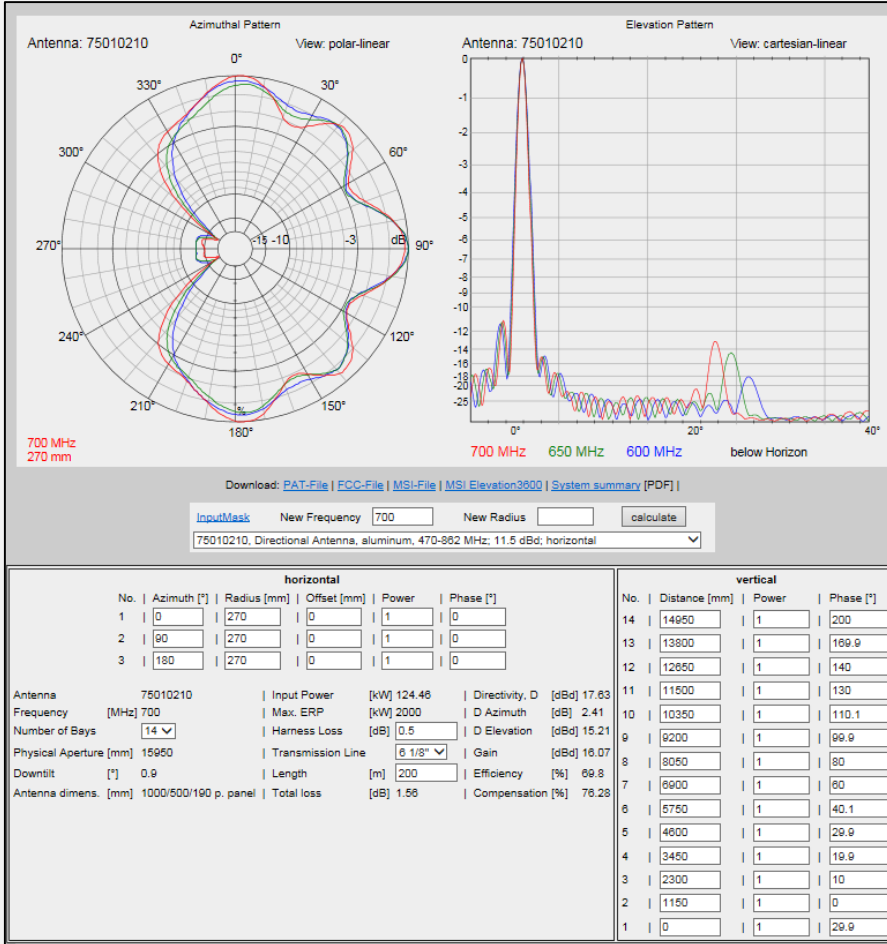 Azimuthal Pattern
Elevation Pattern
Antenna: 75010210 View: polar-linear
Antenna: 75010210 View: cartesian-linear
0°
330° 30°
300° 60°
270° -15 -10 -3 dB 90°
240° 120°
210° 150°
%
180°
700 MHz
270 mm
0
-1
-2
-3
-4
-5
-6
-7
-8
-9
-10
-12
-14
-16
-18
-20
-25
0° 20° 40°
700 MHz 650 MHz 600 MHz below Horizon
Download: PAT-File | FCC-File | MSI-File | MSI Elevation3600 | System summary [PDF] |
InputMask New Frequency 700 New Radius calculate
75010210, Directional Antenna, aluminum, 470-862 MHz; 11.5 dBd; horizontal
horizontal
No. | Azimuth [°] | Radius [mm] | Offset [mm] | Power | Phase [°]
1 | 0 | 270 | 0 | 1 | 0
2 | 90 | 270 | 0 | 1 | 0
3 | 180 | 270 | 0 | 1 | 0
Antenna 75010210 | Input Power [kW] 124.46 | Directivity, D [dBd] 17.63
Frequency [MHz] 700 | Max. ERP [kW] 2000 | D Azimuth [dB] 2.41
Number of Bays 14 | Harness Loss [dB] 0.5 | D Elevation [dBd] 15.21
Physical Aperture [mm] 15950 | Transmission Line 6 1/8" | Gain [dBd] 16.07
Downtilt [°] 0.9 | Length [m] 200 | Efficiency [%] 69.8
Antenna dimens. [mm] 1000/500/190 p. panel | Total loss [dB] 1.56 | Compensation [%] 76.28
vertical
No. | Distance [mm] | Power | Phase [°]
14 | 14950 | 1 | 200
13 | 13800 | 1 | 169.9
12 | 12650 | 1 | 140
11 | 11500 | 1 | 130
10 | 10350 | 1 | 110.1
9 | 9200 | 1 | 99.9
8 | 8050 | 1 | 80
7 | 6900 | 1 | 60
6 | 5750 | 1 | 40.1
5 | 4600 | 1 | 29.9
4 | 3450 | 1 | 19.9
3 | 2300 | 1 | 10
2 | 1150 | 1 | 0
1 | 0 | 1 | 29.9